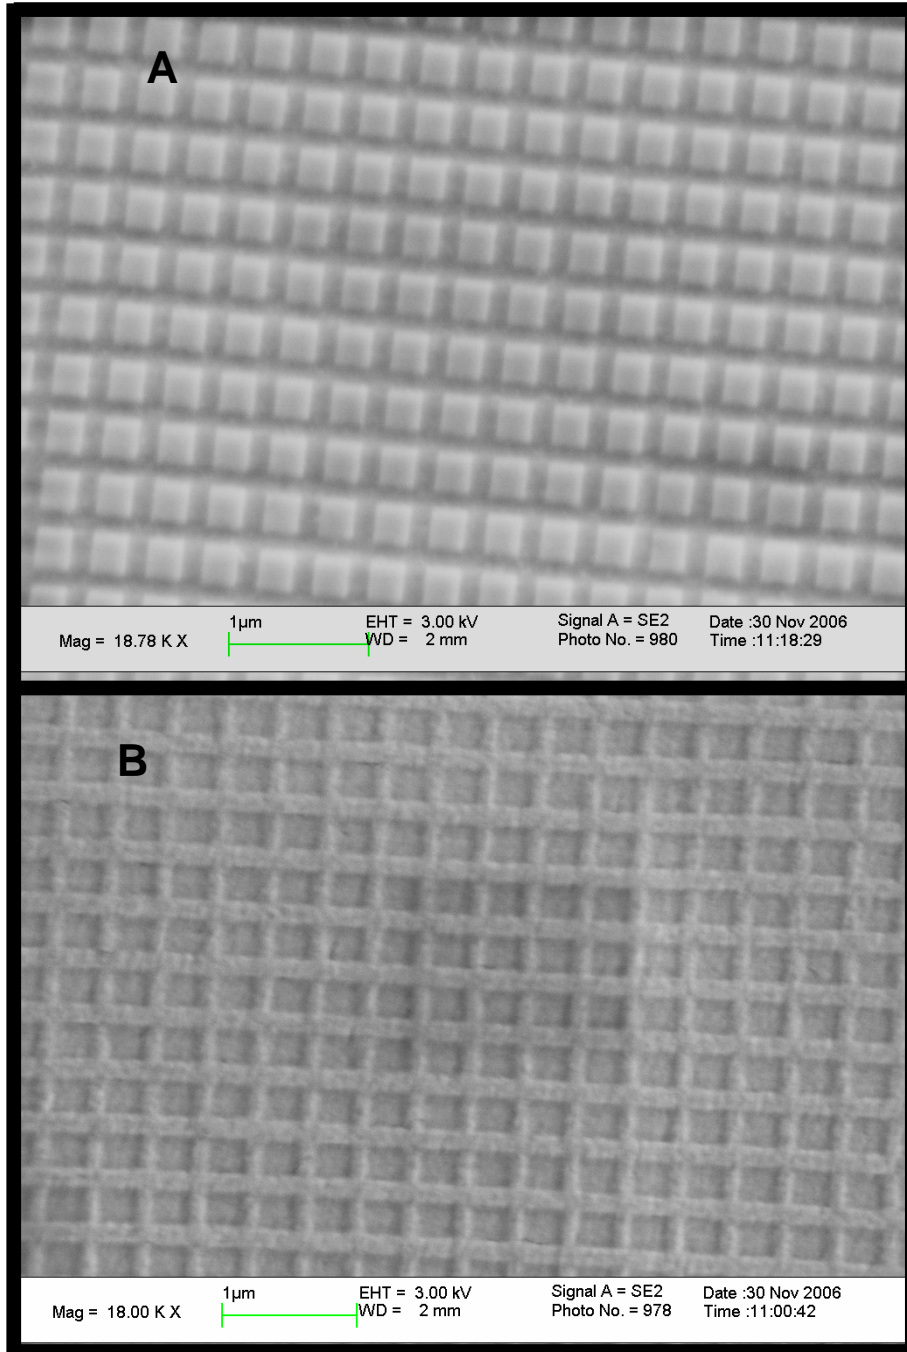 A
1µm EHT = 3.00 kV Signal A = SE2 Date :30 Nov 2006
Mag = 18.78 K X WD = 2 mm Photo No. = 980 Time :11:18:29
B
1µm EHT = 3.00 kV Signal A = SE2 Date :30 Nov 2006
Mag = 18.00 K X WD = 2 mm Photo No. = 978 Time :11:00:42